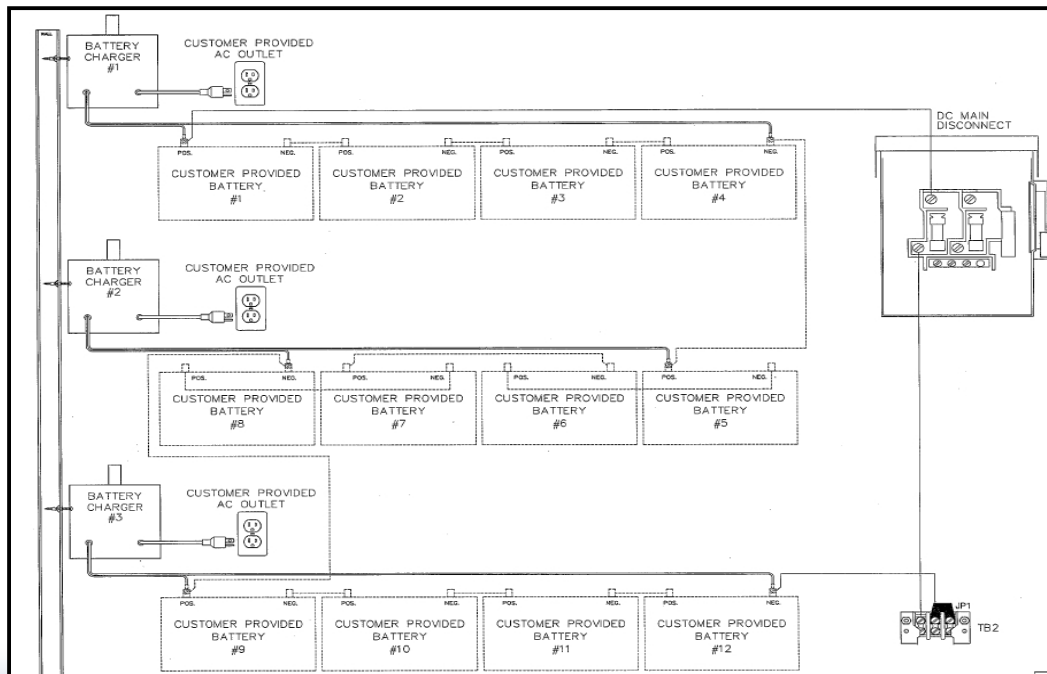 WALL
BATTERY
CHARGER
#1
CUSTOMER PROVIDED
AC OUTLET
DC MAIN
DISCONNECT
POS. NEG. POS. NEG. POS. NEG. POS. NEG.
CUSTOMER PROVIDED
BATTERY
#1
CUSTOMER PROVIDED
BATTERY
#2
CUSTOMER PROVIDED
BATTERY
#3
CUSTOMER PROVIDED
BATTERY
#4
BATTERY
CHARGER
#2
CUSTOMER PROVIDED
AC OUTLET
POS. NEG. POS. NEG. POS. NEG. POS. NEG.
CUSTOMER PROVIDED
BATTERY
#8
CUSTOMER PROVIDED
BATTERY
#7
CUSTOMER PROVIDED
BATTERY
#6
CUSTOMER PROVIDED
BATTERY
#5
BATTERY
CHARGER
#3
CUSTOMER PROVIDED
AC OUTLET
POS. NEG. POS. NEG. POS. NEG. POS. NEG.
CUSTOMER PROVIDED
BATTERY
#9
CUSTOMER PROVIDED
BATTERY
#10
CUSTOMER PROVIDED
BATTERY
#11
CUSTOMER PROVIDED
BATTERY
#12
JP1
TB2